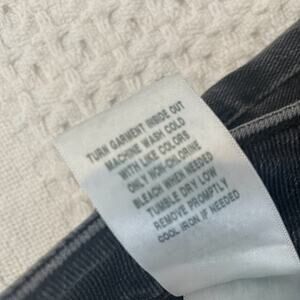 TURN GARMENT INSIDE OUT
MACHINE WASH COLD
WITH LIKE COLORS
ONLY NON-CHLORINE
BLEACH WHEN NEEDED
TUMBLE DRY LOW
REMOVE PROMPTLY
COOL IRON IF NEEDED